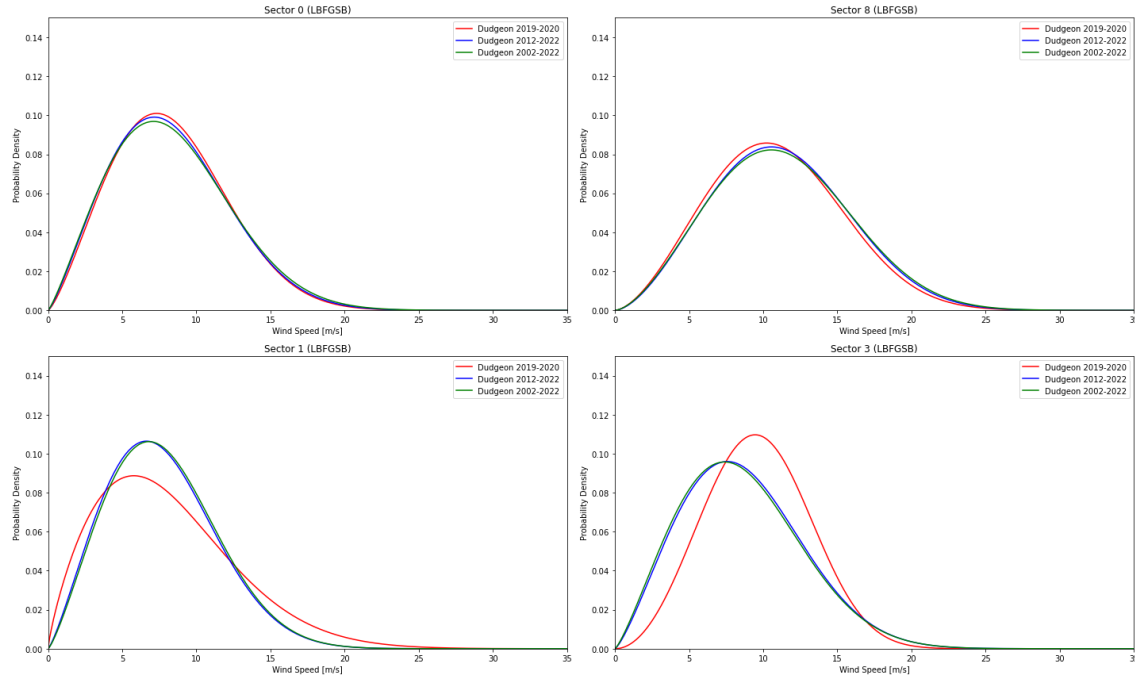 Sector 0 (LBFGSB)
Probability Density
0.14
0.12
0.10
0.08
0.06
0.04
0.02
0.00
Dudgeon 2019-2020
Dudgeon 2012-2022
Dudgeon 2002-2022
0 5 10 15 20 25 30 35
Wind Speed [m/s]
Sector 8 (LBFGSB)
Probability Density
0.14
0.12
0.10
0.08
0.06
0.04
0.02
0.00
Dudgeon 2019-2020
Dudgeon 2012-2022
Dudgeon 2002-2022
0 5 10 15 20 25 30 35
Wind Speed [m/s]
Sector 1 (LBFGSB)
Probability Density
0.14
0.12
0.10
0.08
0.06
0.04
0.02
0.00
Dudgeon 2019-2020
Dudgeon 2012-2022
Dudgeon 2002-2022
0 5 10 15 20 25 30 35
Wind Speed [m/s]
Sector 3 (LBFGSB)
Probability Density
0.14
0.12
0.10
0.08
0.06
0.04
0.02
0.00
Dudgeon 2019-2020
Dudgeon 2012-2022
Dudgeon 2002-2022
0 5 10 15 20 25 30 35
Wind Speed [m/s]